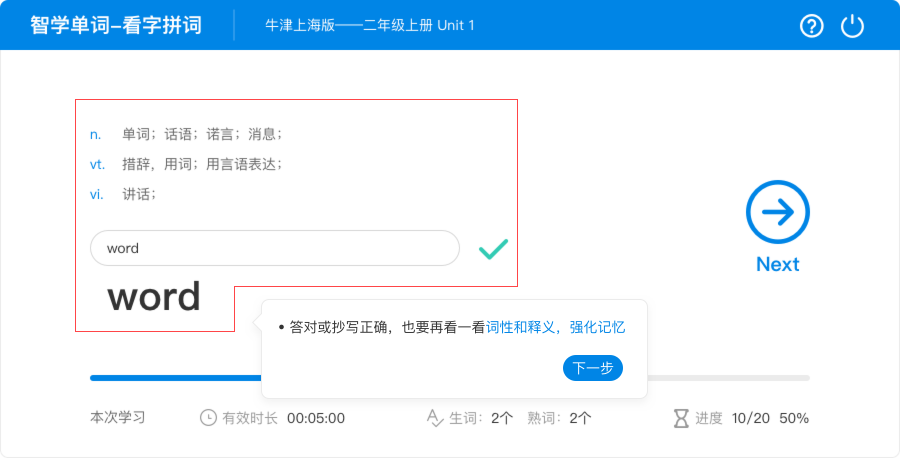 智学单词-看字拼词
牛津上海版——二年级上册 Unit 1
n. 单词；话语；诺言；消息；
vt. 措辞，用词；用言语表达；
vi. 讲话；
word
word
Next
• 答对或抄写正确，也要再看一看词性和释义，强化记忆
下一步
本次学习 有效时长 00:05:00 生词：2个 熟词：2个 进度 10/20 50%